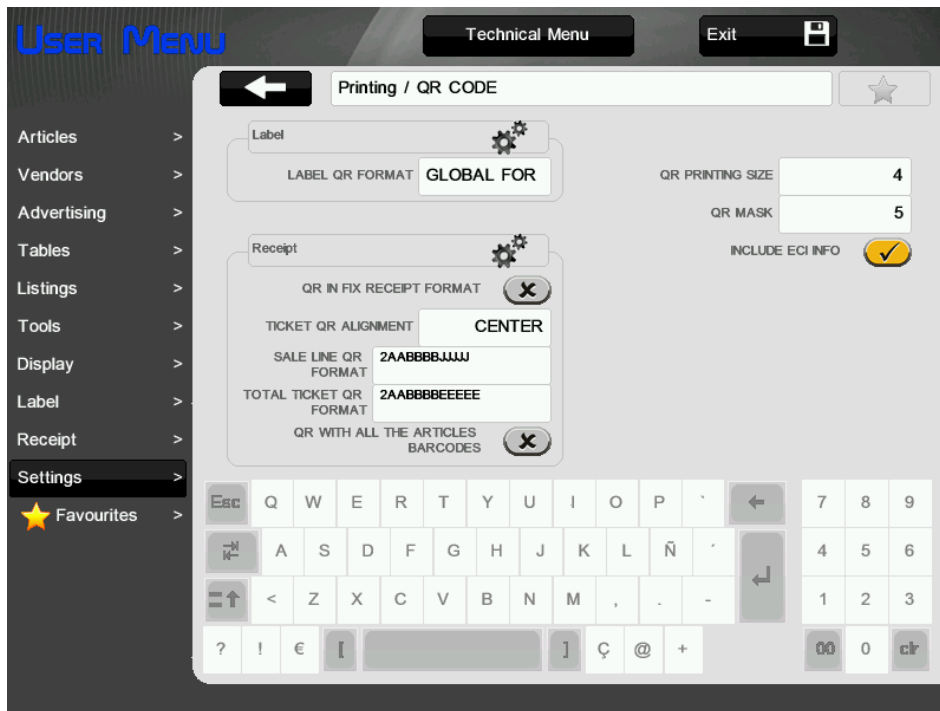 User Menu
Technical Menu
Exit
Printing / QR CODE
Articles >
Vendors >
Advertising >
Tables >
Listings >
Tools >
Display >
Label >
Receipt >
Settings >
Favourites >
Label
LABEL QR FORMAT GLOBAL FOR
QR PRINTING SIZE 4
QR MASK 5
INCLUDE ECI INFO
Receipt
QR IN FIX RECEIPT FORMAT
TICKET QR ALIGNMENT CENTER
SALE LINE QR 2AABBBBJJJJJ
FORMAT
TOTAL TICKET QR 2AABBBBEEEEE
FORMAT
QR WITH ALL THE ARTICLES
BARCODES
Esc Q W E R T Y U I O P ` 7 8 9
A S D F G H J K L Ñ ´ 4 5 6
< Z X C V B N M , . - 1 2 3
? ! € [ ] Ç @ + 00 0 clr